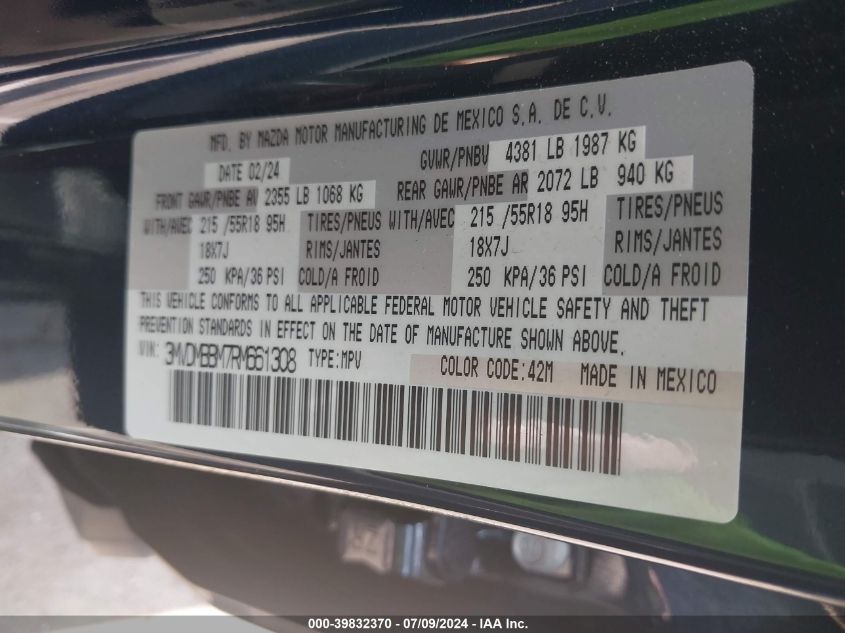 MFD. BY MAZDA MOTOR MANUFACTURING DE MEXICO S.A. DE C.V.
DATE 02/24 GVWR/PNBV 4381 LB 1987 KG
FRONT GAWR/PNBE AV 2355 LB 1068 KG REAR GAWR/PNBE AR 2072 LB 940 KG
WITH/AVEC 215 /55R18 95H TIRES/PNEUS WITH/AVEC 215 /55R18 95H TIRES/PNEUS
18X7J RIMS/JANTES 18X7J RIMS/JANTES
250 KPA/36 PSI COLD/A FROID 250 KPA/36 PSI COLD/A FROID
THIS VEHICLE CONFORMS TO ALL APPLICABLE FEDERAL MOTOR VEHICLE SAFETY AND THEFT
PREVENTION STANDARDS IN EFFECT ON THE DATE OF MANUFACTURE SHOWN ABOVE.
VIN: 3MVDMBBM7RM661308 TYPE:MPV COLOR CODE:42M MADE IN MEXICO
000-39832370 / 07/09/2024 - IAA Inc.